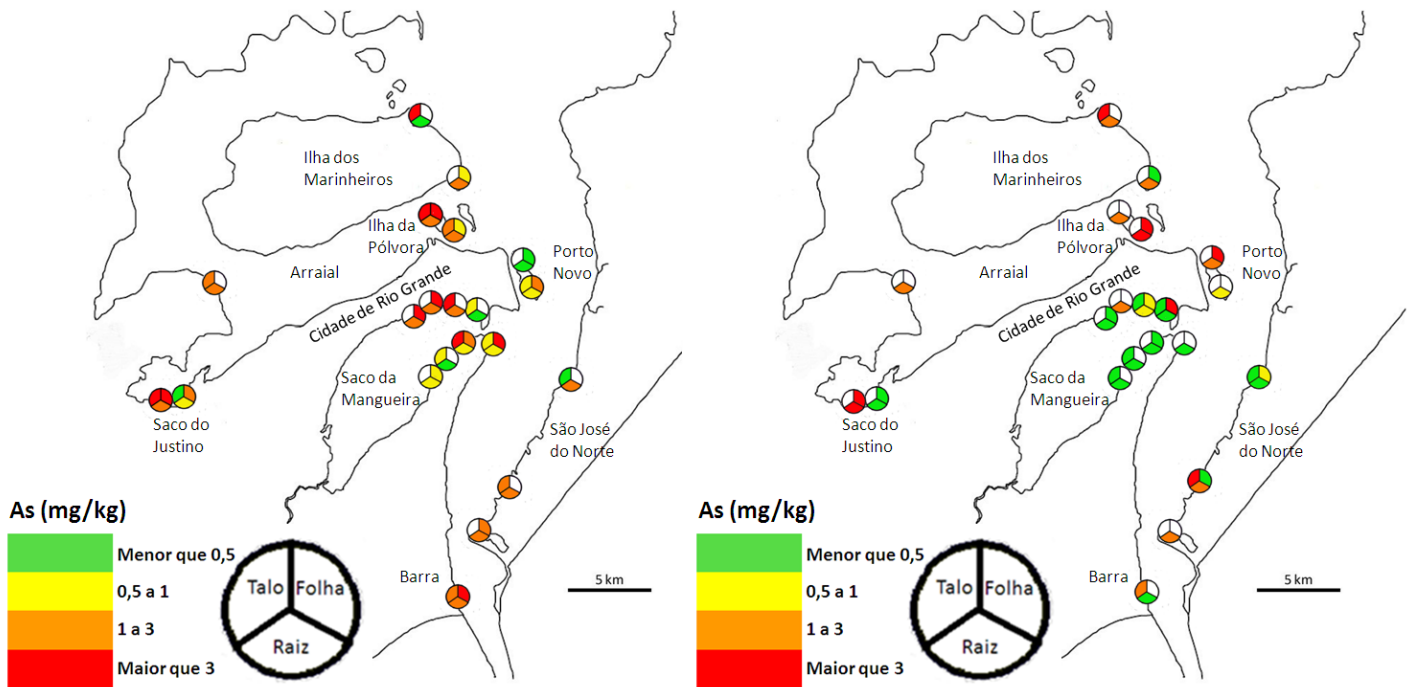 Ilha dos
Marinheiros
Ilha da
Pólvora
Arraial
Porto
Novo
Cidade de Rio Grande
Saco da
Mangueira
Saco do
Justino
São José
do Norte
Barra
5 km
As (mg/kg)
Menor que 0,5
0,5 a 1
1 a 3
Maior que 3
Talo
Folha
Raiz
Ilha dos
Marinheiros
Ilha da
Pólvora
Arraial
Porto
Novo
Cidade de Rio Grande
Saco da
Mangueira
Saco do
Justino
São José
do Norte
Barra
5 km
As (mg/kg)
Menor que 0,5
0,5 a 1
1 a 3
Maior que 3
Talo
Folha
Raiz